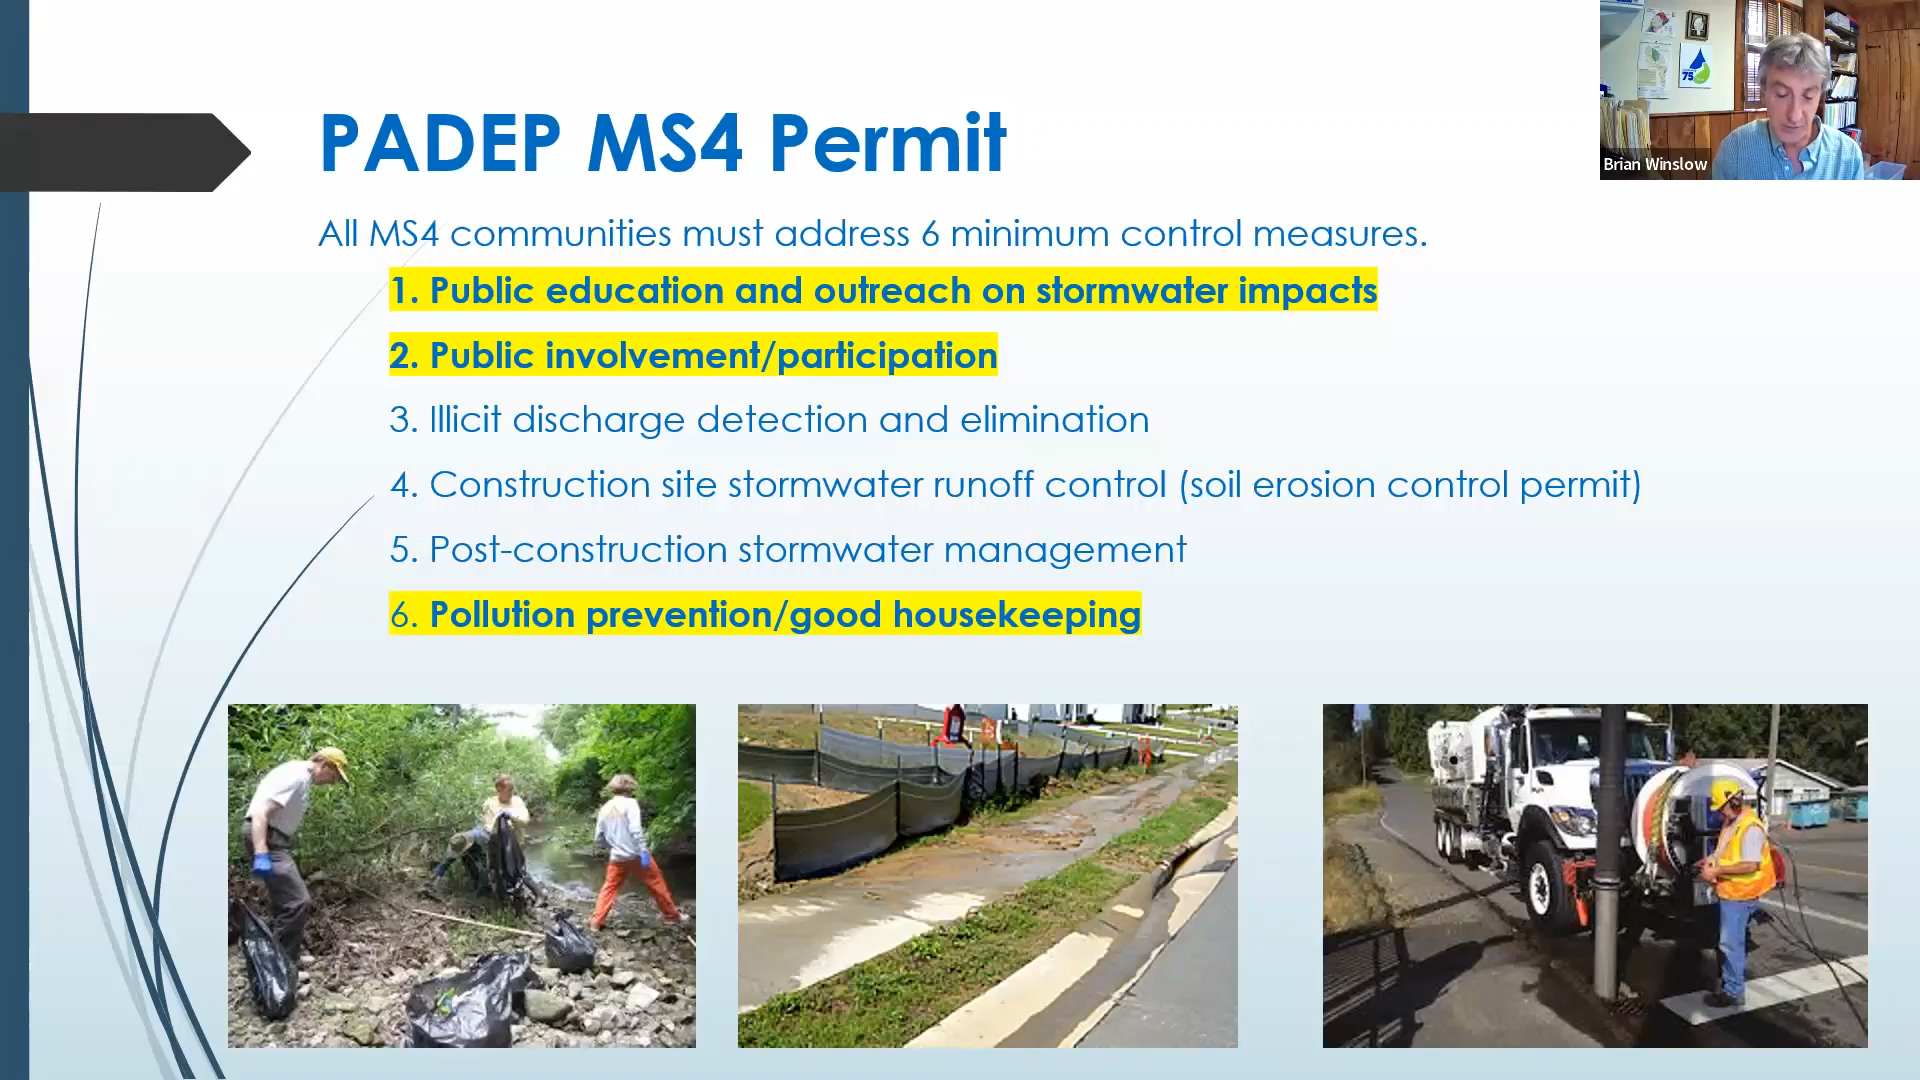 PADEP MS4 Permit
Brian Winslow
All MS4 communities must address 6 minimum control measures.
1. Public education and outreach on stormwater impacts
2. Public involvement/participation
3. Illicit discharge detection and elimination
4. Construction site stormwater runoff control (soil erosion control permit)
5. Post-construction stormwater management
6. Pollution prevention/good housekeeping
75